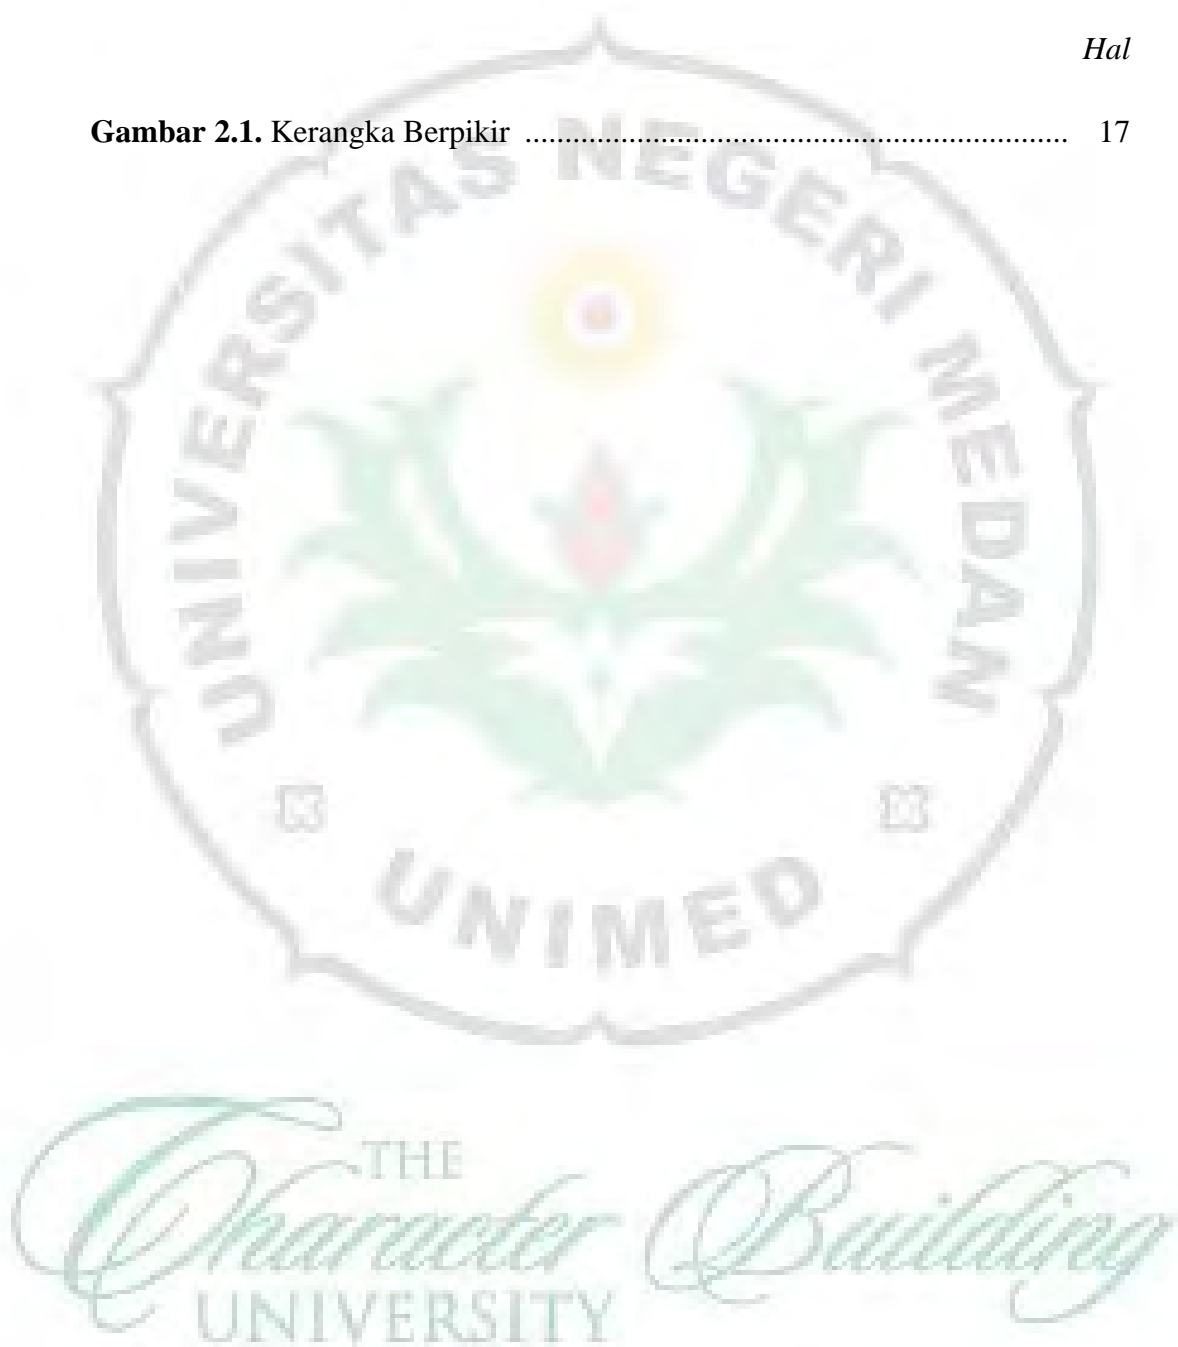 Hal
Gambar 2.1. Kerangka Berpikir .................................................................... 17
UNIVERSITAS NEGERI MEDAN
UNIMED
THE
Character Building
UNIVERSITY